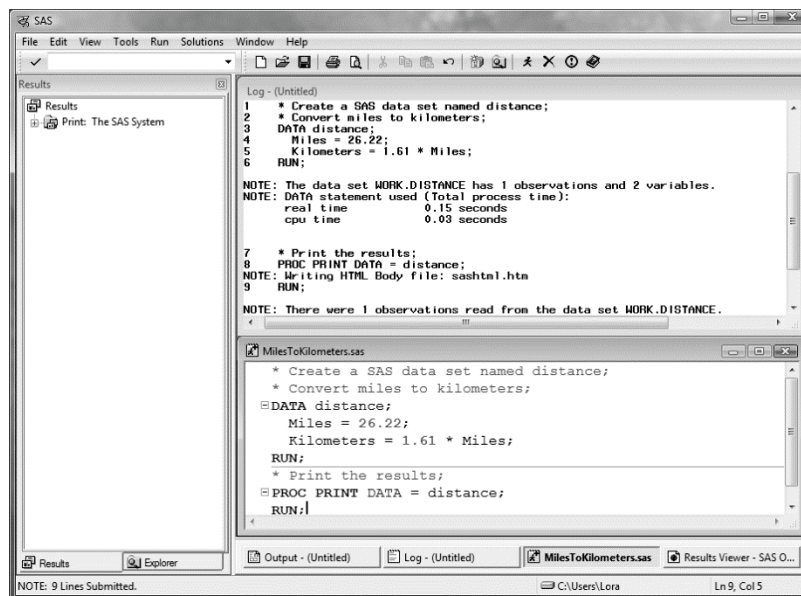 SAS
File Edit View Tools Run Solutions Window Help
Results
Results
Print: The SAS System
Log - (Untitled)
1 * Create a SAS data set named distance;
2 * Convert miles to kilometers;
3 DATA distance;
4 Miles = 26.22;
5 Kilometers = 1.61 * Miles;
6 RUN;
NOTE: The data set WORK.DISTANCE has 1 observations and 2 variables.
NOTE: DATA statement used (Total process time):
real time 0.15 seconds
cpu time 0.03 seconds
7 * Print the results;
8 PROC PRINT DATA = distance;
NOTE: Writing HTML Body file: sashtml.htm
9 RUN;
NOTE: There were 1 observations read from the data set WORK.DISTANCE.
MilesToKilometers.sas
* Create a SAS data set named distance;
* Convert miles to kilometers;
DATA distance;
Miles = 26.22;
Kilometers = 1.61 * Miles;
RUN;
* Print the results;
PROC PRINT DATA = distance;
RUN;
Results Explorer
Output - (Untitled) Log - (Untitled) MilesToKilometers.sas Results Viewer - SAS O...
NOTE: 9 Lines Submitted. C:\Users\Lora Ln 9, Col 5